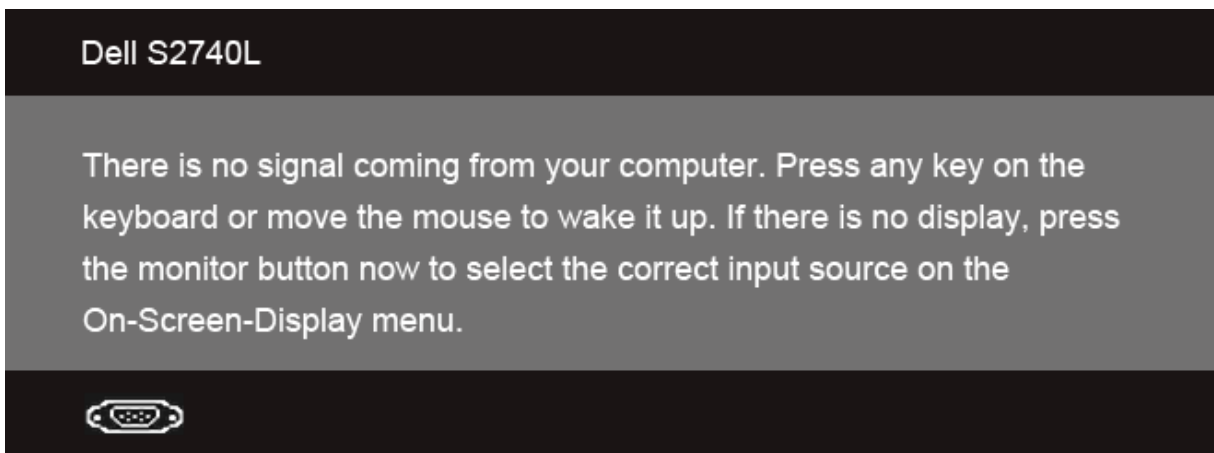 Dell S2740L
There is no signal coming from your computer. Press any key on the
keyboard or move the mouse to wake it up. If there is no display, press
the monitor button now to select the correct input source on the
On-Screen-Display menu.